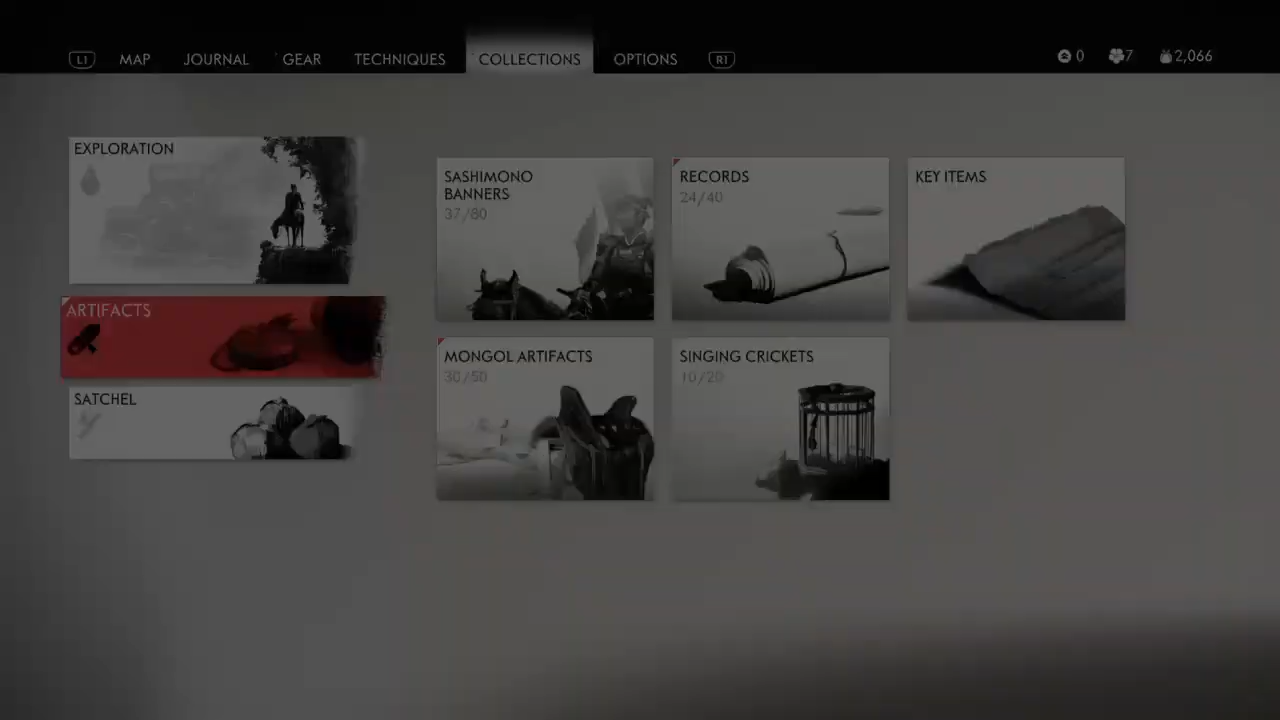 L1 MAP JOURNAL GEAR TECHNIQUES COLLECTIONS OPTIONS R1 0 7 2,066
EXPLORATION
ARTIFACTS
SATCHEL
SASHIMONO
BANNERS
37/80
RECORDS
24/40
KEY ITEMS
MONGOL ARTIFACTS
30/50
SINGING CRICKETS
10/20